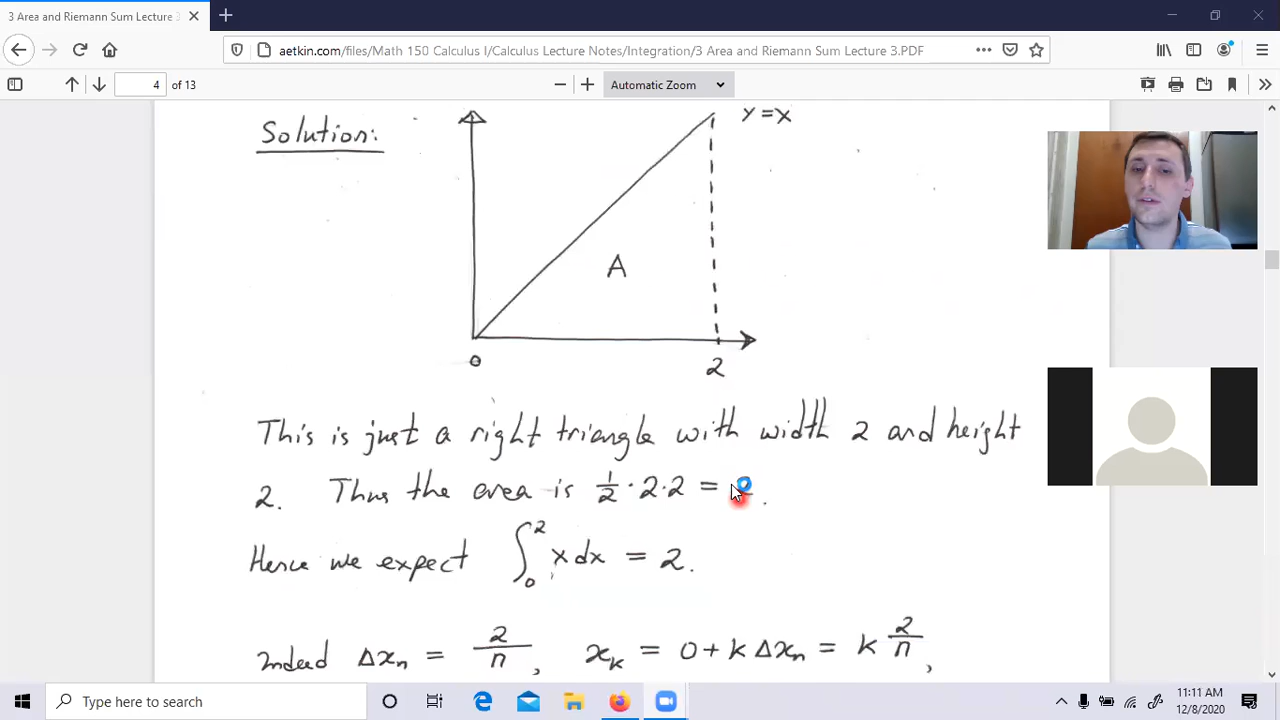 3 Area and Riemann Sum Lecture 3
aetkin.com/files/Math 150 Calculus I/Calculus Lecture Notes/Integration/3 Area and Riemann Sum Lecture 3.PDF
4 of 13
Automatic Zoom
Solution:
y=x
A
0
2
This is just a right triangle with width 2 and height
2. Thus the area is 1/2 · 2 · 2 = 2.
Hence we expect ∫₀² x dx = 2.
Indeed Δxₙ = 2/n, xₖ = 0 + k Δxₙ = k 2/n,
Type here to search
11:11 AM
12/8/2020